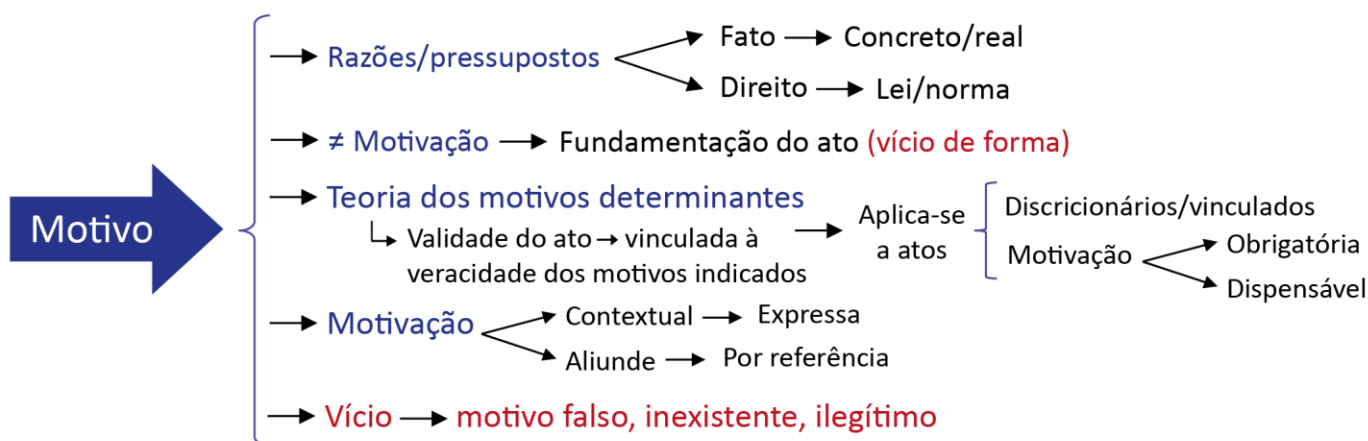 Motivo
Razões/pressupostos
Fato
Concreto/real
Direito
Lei/norma
≠ Motivação
Fundamentação do ato (vício de forma)
Teoria dos motivos determinantes
Validade do ato → vinculada à
veracidade dos motivos indicados
Aplica-se
a atos
Discricionários/vinculados
Motivação
Obrigatória
Dispensável
Motivação
Contextual
Expressa
Aliunde
Por referência
Vício
motivo falso, inexistente, ilegítimo